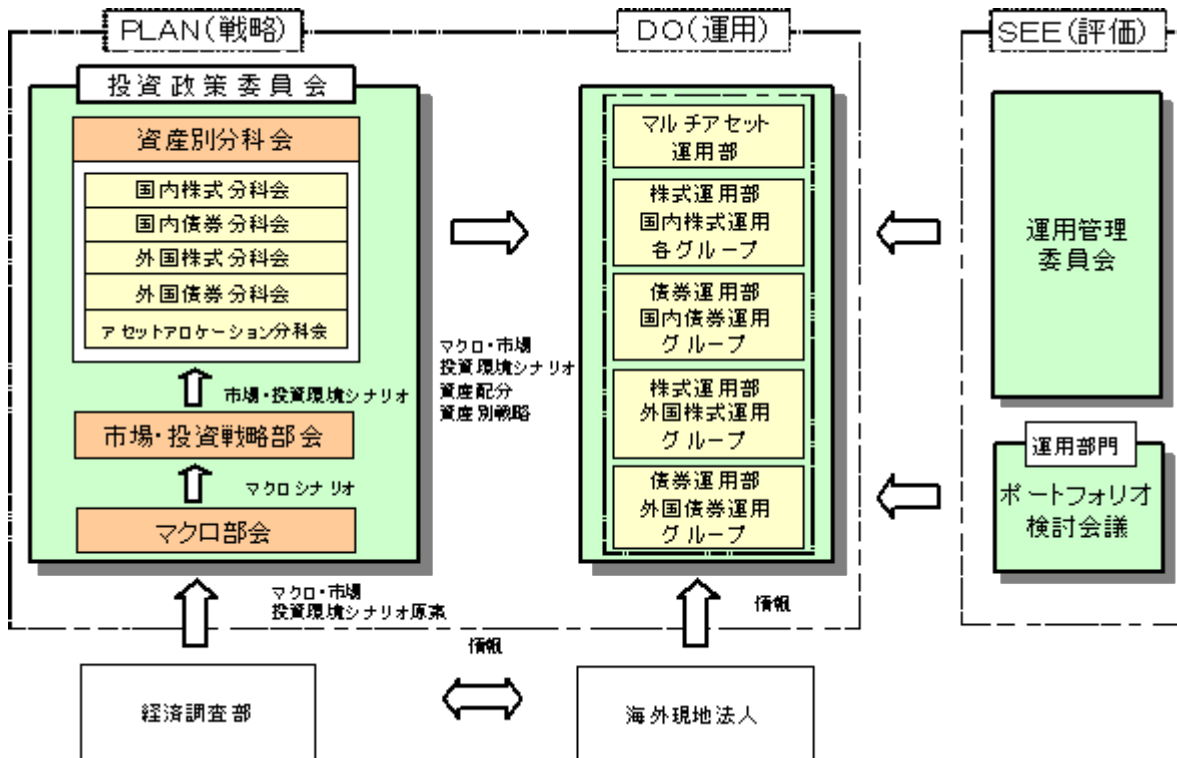 PLAN(戦略)
投資政策委員会
資産別分科会
国内株式分科会
国内債券分科会
外国株式分科会
外国債券分科会
アセットアロケーション分科会
市場・投資環境シナリオ
市場・投資戦略部会
マクロシナリオ
マクロ部会
マクロ・市場
投資環境シナリオ原案
経済調査部
マクロ・市場
投資環境シナリオ
資産配分
資産別戦略
情報
DO(運用)
マルチアセット
運用部
株式運用部
国内株式運用
各グループ
債券運用部
国内債券運用
グループ
株式運用部
外国株式運用
グループ
債券運用部
外国債券運用
グループ
情報
海外現地法人
SEE(評価)
運用管理
委員会
運用部門
ポートフォリオ
検討会議